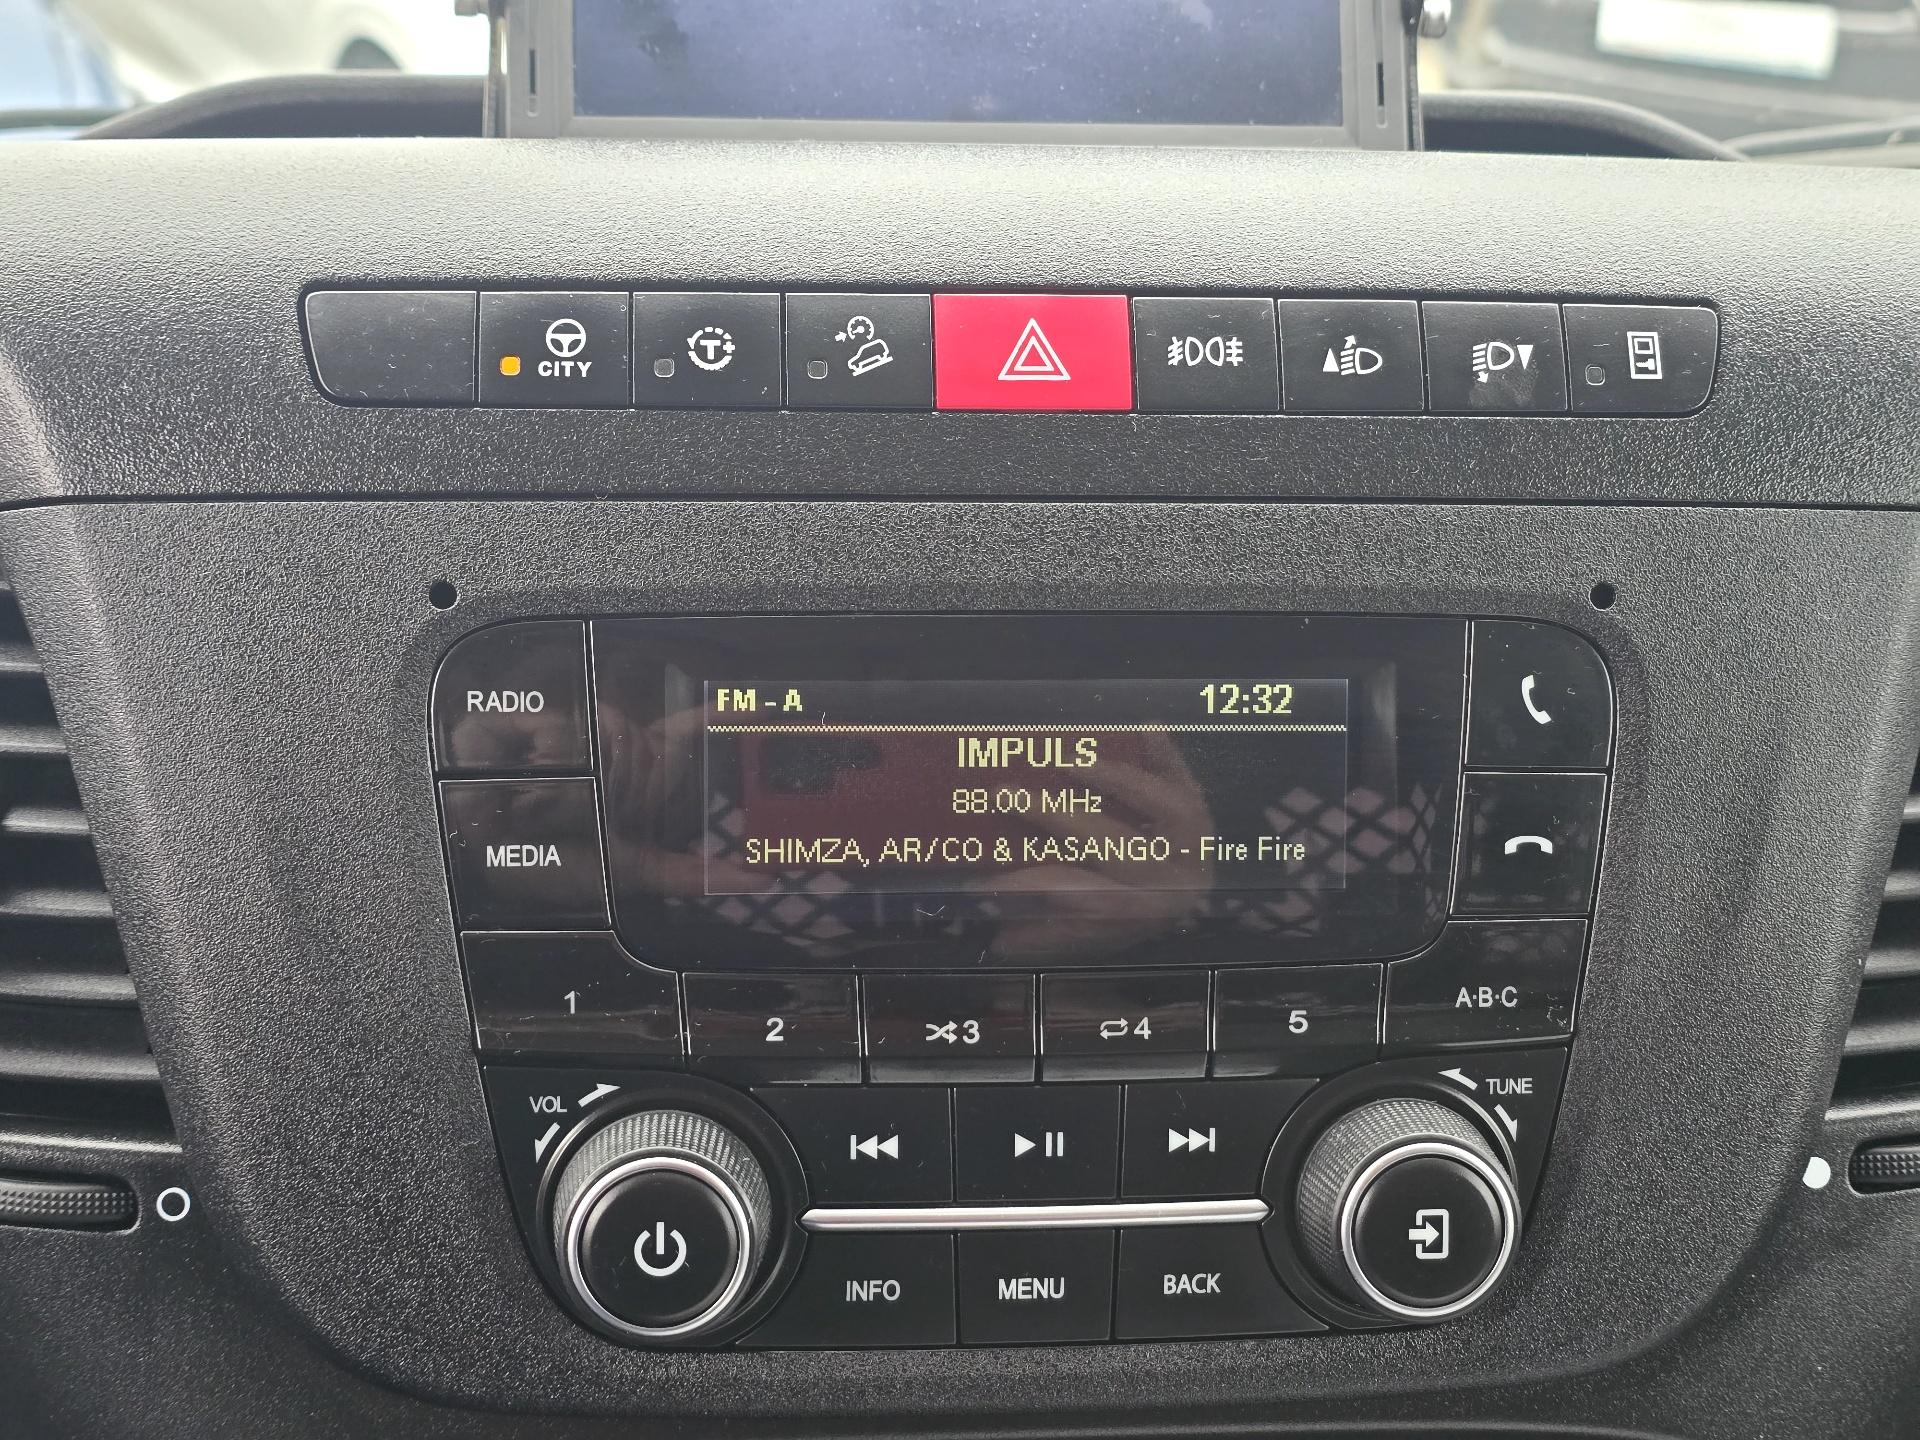 CITY
T+
FM - A 12:32
IMPULS
88.00 MHz
SHIMZA, AR/CO & KASANGO - Fire Fire
RADIO
MEDIA
1
2
3
4
5
A·B·C
VOL
TUNE
INFO
MENU
BACK